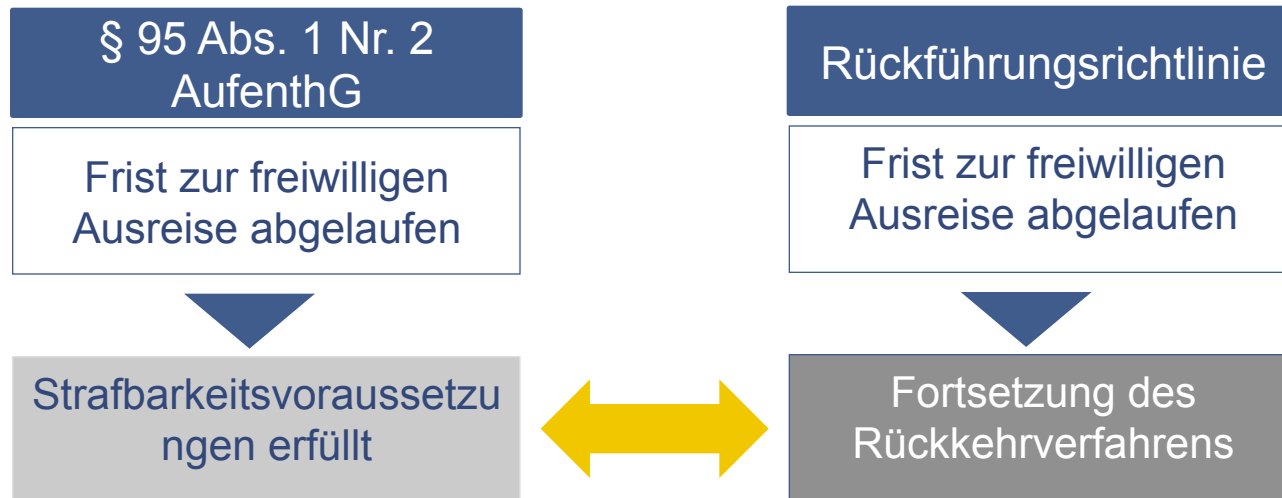 § 95 Abs. 1 Nr. 2
AufenthG
Frist zur freiwilligen
Ausreise abgelaufen
Strafbarkeitsvoraussetzu
ngen erfüllt
Rückführungsrichtlinie
Frist zur freiwilligen
Ausreise abgelaufen
Fortsetzung des
Rückkehrverfahrens